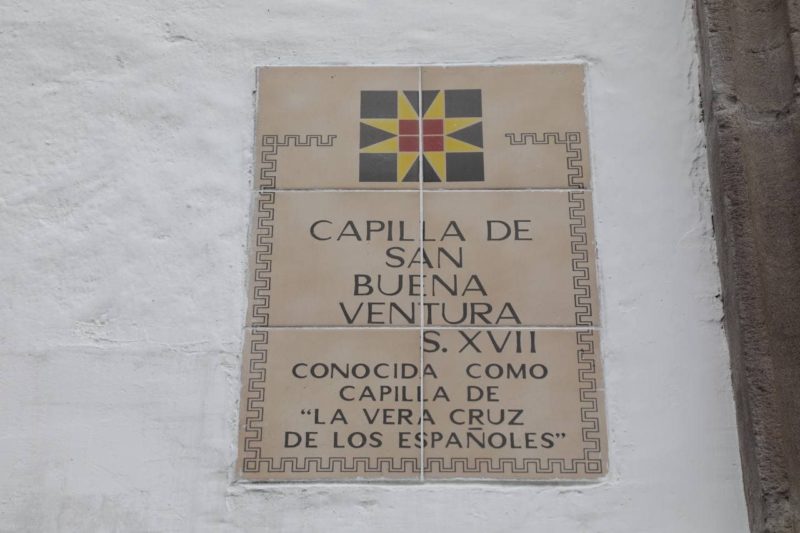 CAPILLA DE
SAN
BUENA
VENTURA
S. XVII
CONOCIDA COMO
CAPILLA DE
“LA VERA CRUZ
DE LOS ESPAÑOLES”